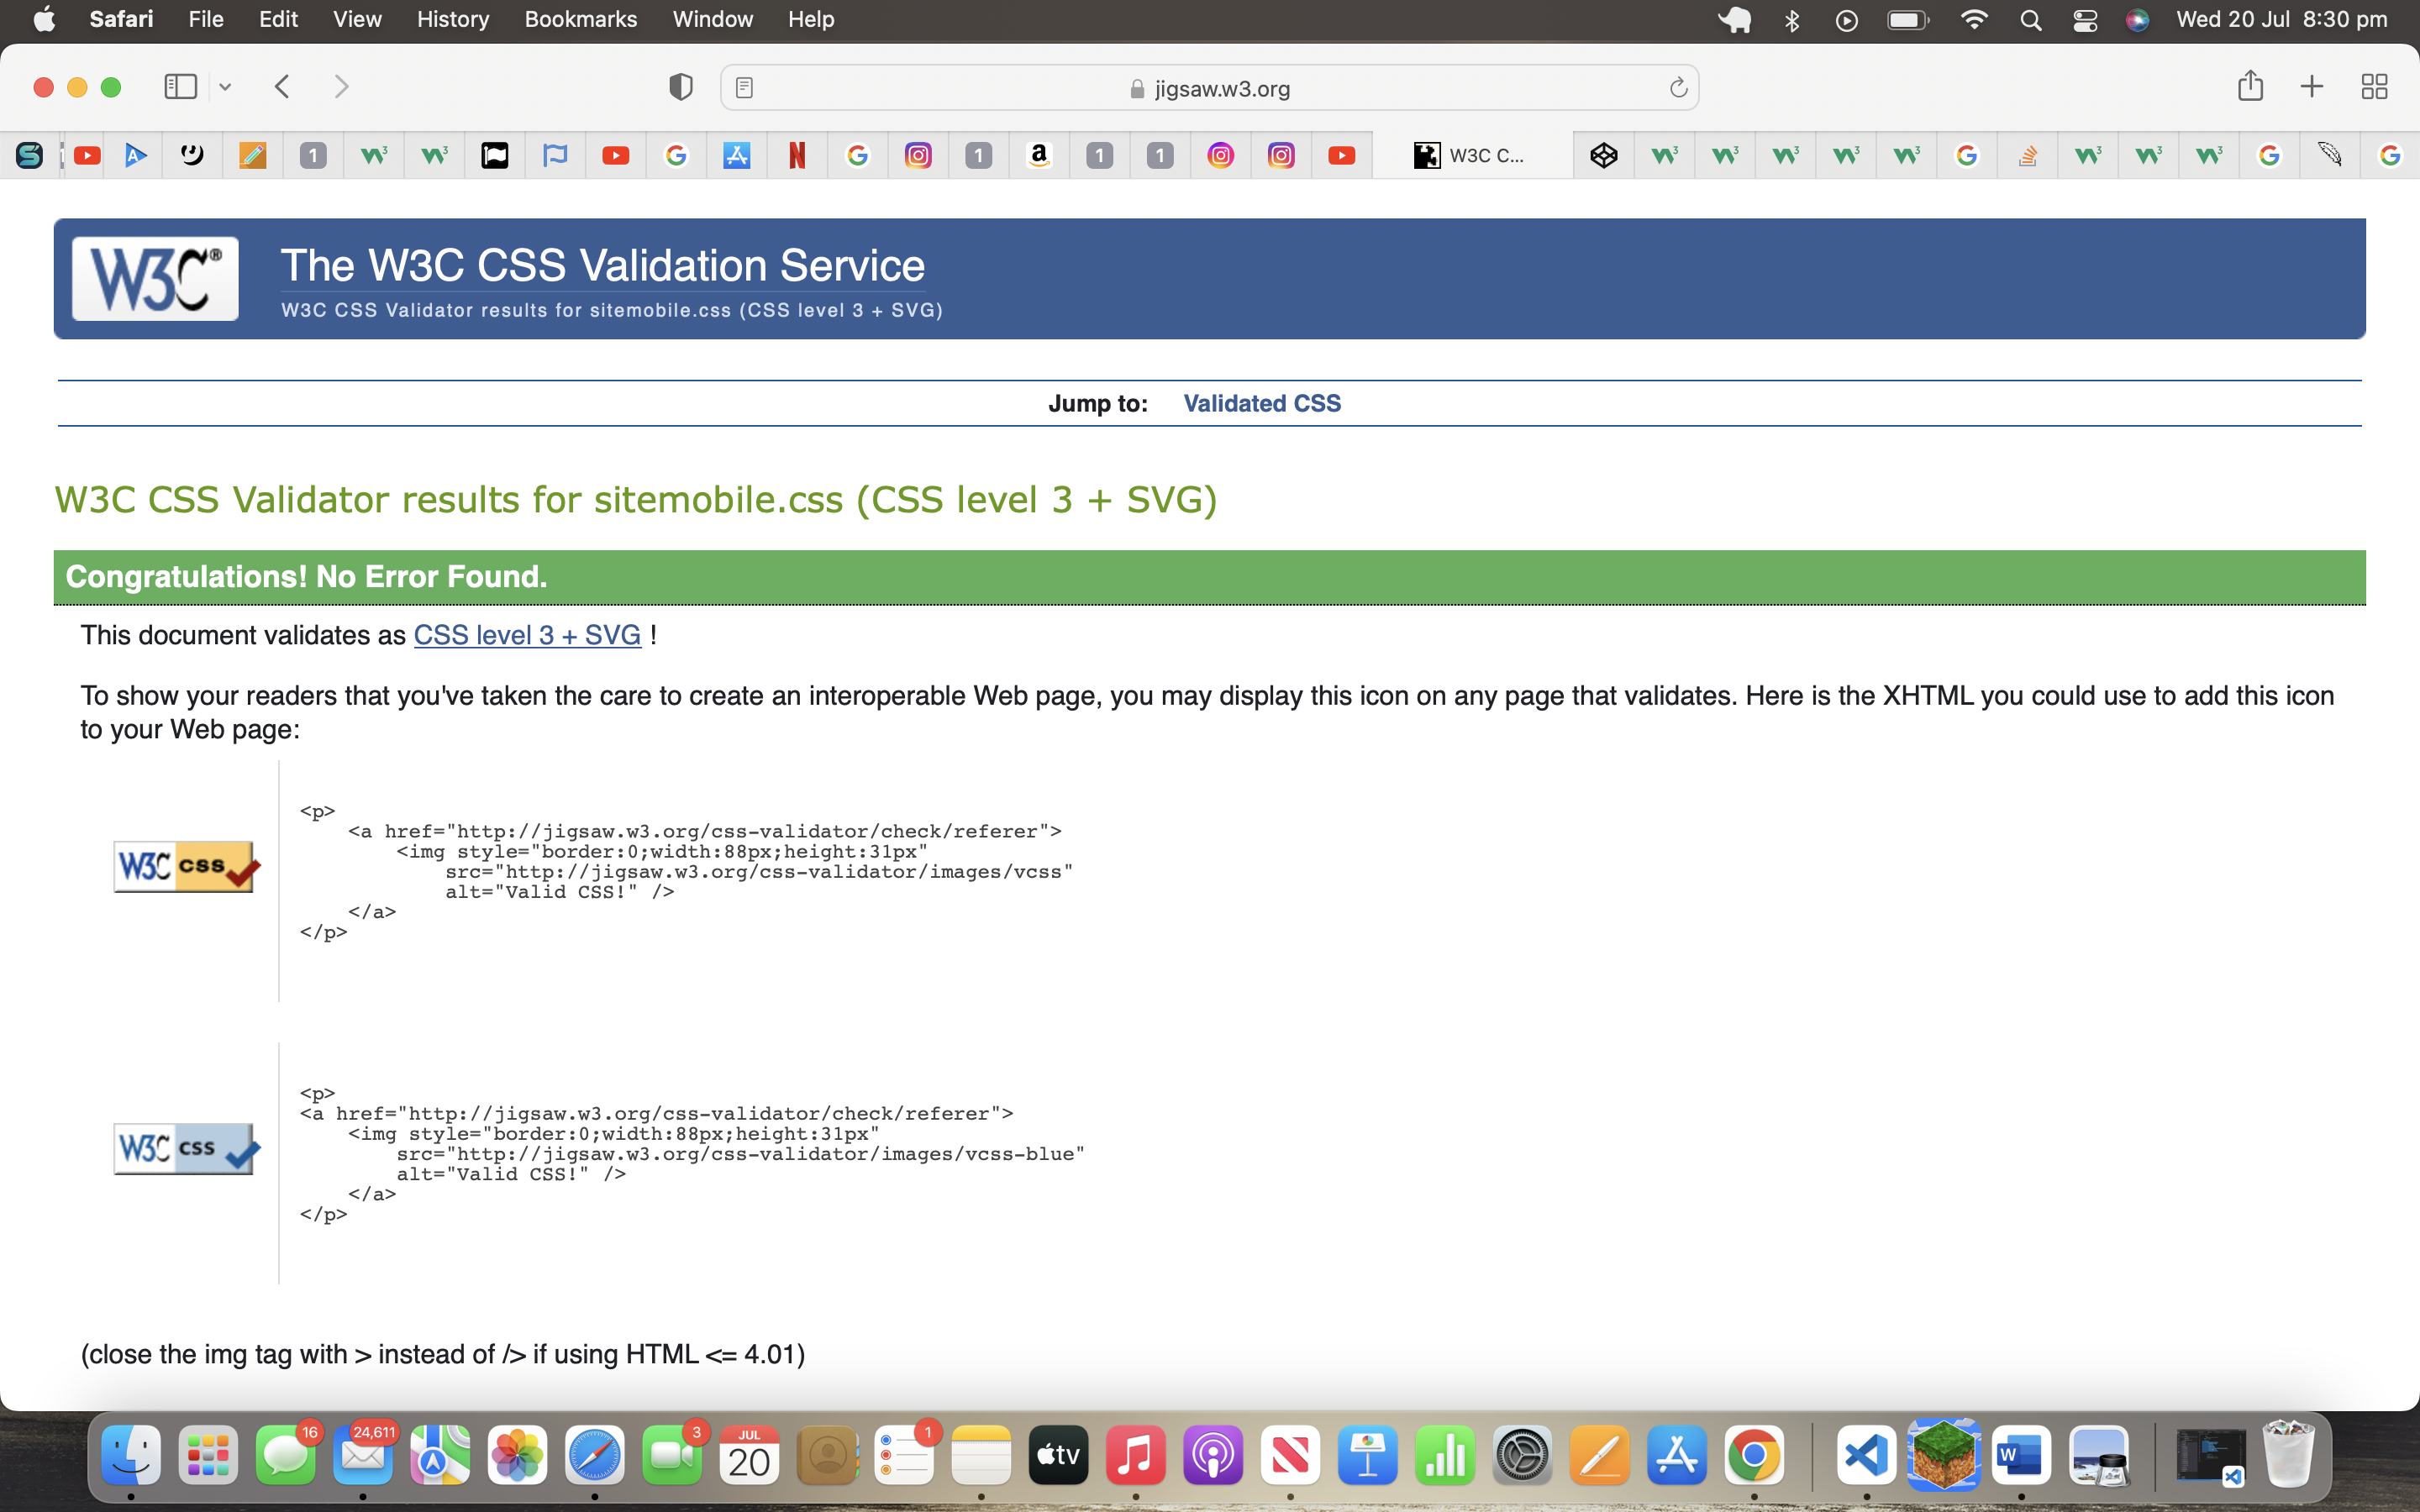 Safari File Edit View History Bookmarks Window Help Wed 20 Jul 8:30 pm
jigsaw.w3.org
1 1 1 1 W3C C...
W3C®
The W3C CSS Validation Service
W3C CSS Validator results for sitemobile.css (CSS level 3 + SVG)
Jump to: Validated CSS
W3C CSS Validator results for sitemobile.css (CSS level 3 + SVG)
Congratulations! No Error Found.
This document validates as CSS level 3 + SVG !
To show your readers that you've taken the care to create an interoperable Web page, you may display this icon on any page that validates. Here is the XHTML you could use to add this icon
to your Web page:
W3C css
<p>
<a href="http://jigsaw.w3.org/css-validator/check/referer">
<img style="border:0;width:88px;height:31px"
src="http://jigsaw.w3.org/css-validator/images/vcss"
alt="Valid CSS!" />
</a>
</p>
W3C css
<p>
<a href="http://jigsaw.w3.org/css-validator/check/referer">
<img style="border:0;width:88px;height:31px"
src="http://jigsaw.w3.org/css-validator/images/vcss-blue"
alt="Valid CSS!" />
</a>
</p>
(close the img tag with > instead of /> if using HTML <= 4.01)
16 24,611 3 JUL 20 1 tv W